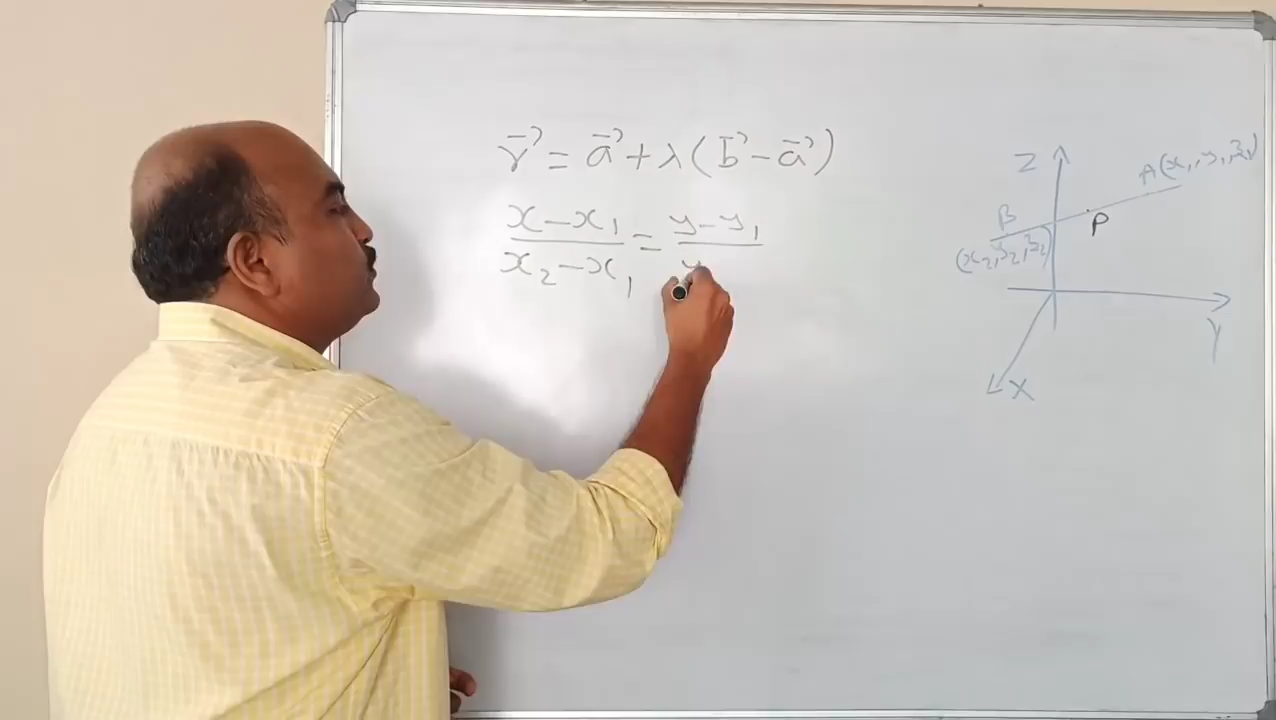 r⃗ = a⃗ + λ(b⃗ - a⃗)
x - x₁ / x₂ - x₁ = y - y₁ / y
Z
A(x₁, y₁, z₁)
B
P
(x₂, y₂, z₂)
Y
X